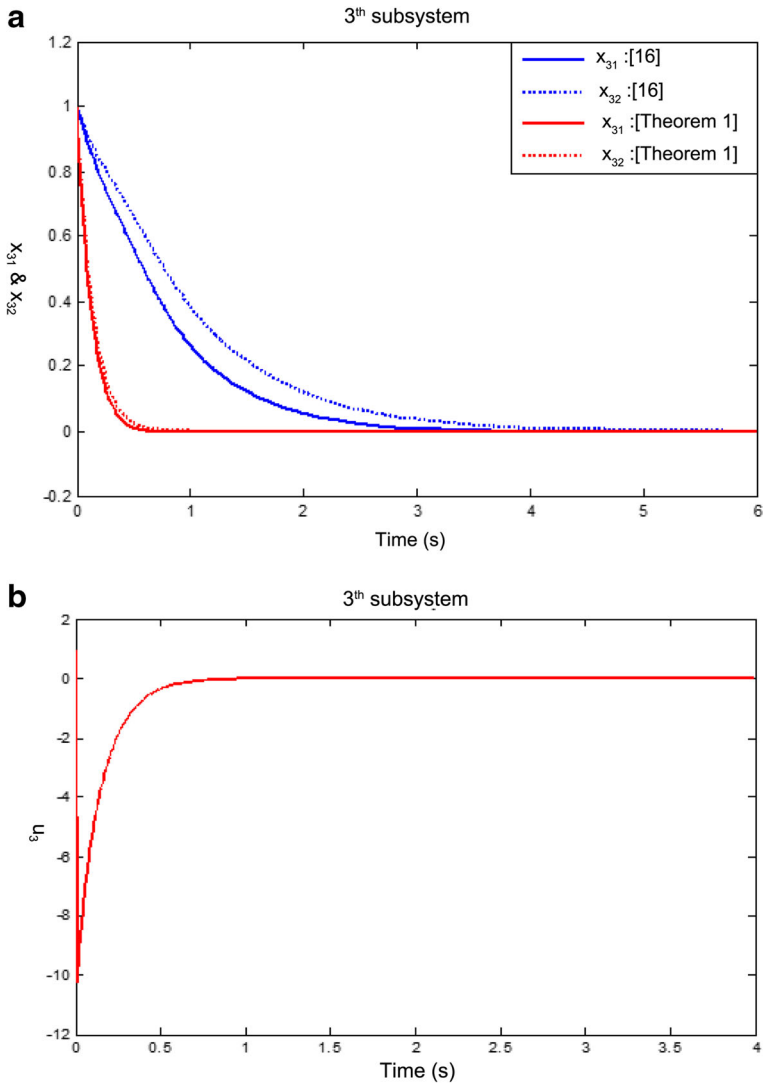 a
3th subsystem
1.2
1
0.8
0.6
0.4
0.2
0
-0.2
x31 & x32
x31 :[16]
x32 :[16]
x31 :[Theorem 1]
x32 :[Theorem 1]
0 1 2 3 4 5 6
Time (s)
b
3th subsystem
2
0
-2
-4
-6
-8
-10
-12
u3
0 0.5 1 1.5 2 2.5 3 3.5 4
Time (s)